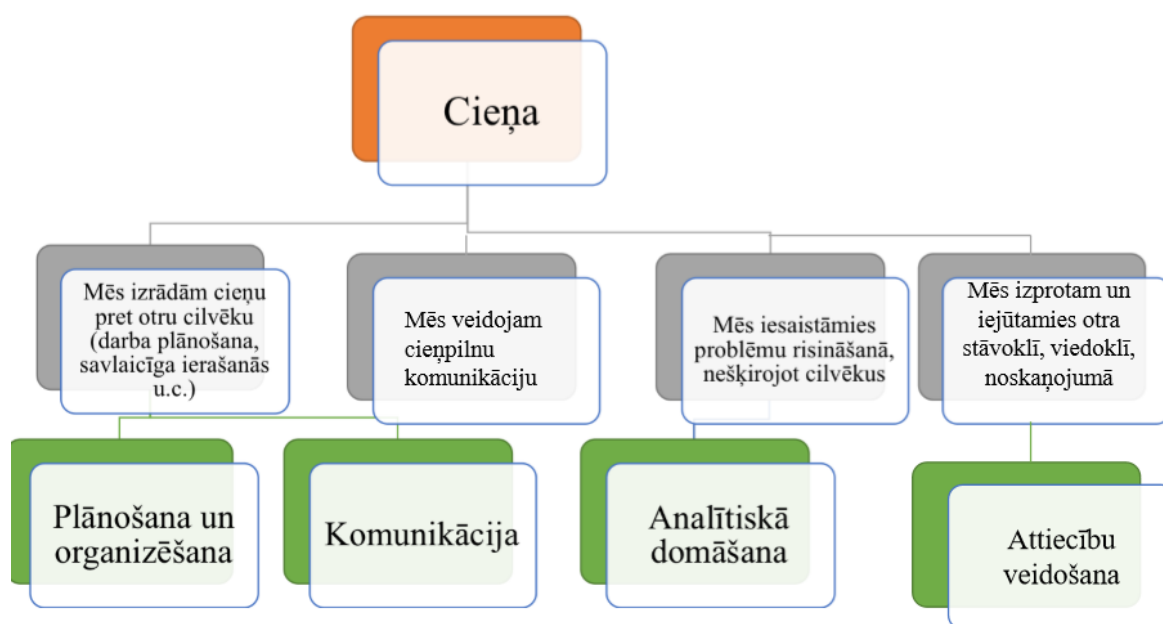 Cieņa
Mēs izrādām cieņu
pret otru cilvēku
(darba plānošana,
savlaicīga ierašanās
u.c.)
Mēs veidojam
cieņpilnu
komunikāciju
Mēs iesaistāmies
problēmu risināšanā,
nešķirojot cilvēkus
Mēs izprotam un
iejūtamies otra
stāvoklī, viedoklī,
noskaņojumā
Plānošana un
organizēšana
Komunikācija
Analītiskā
domāšana
Attiecību
veidošana